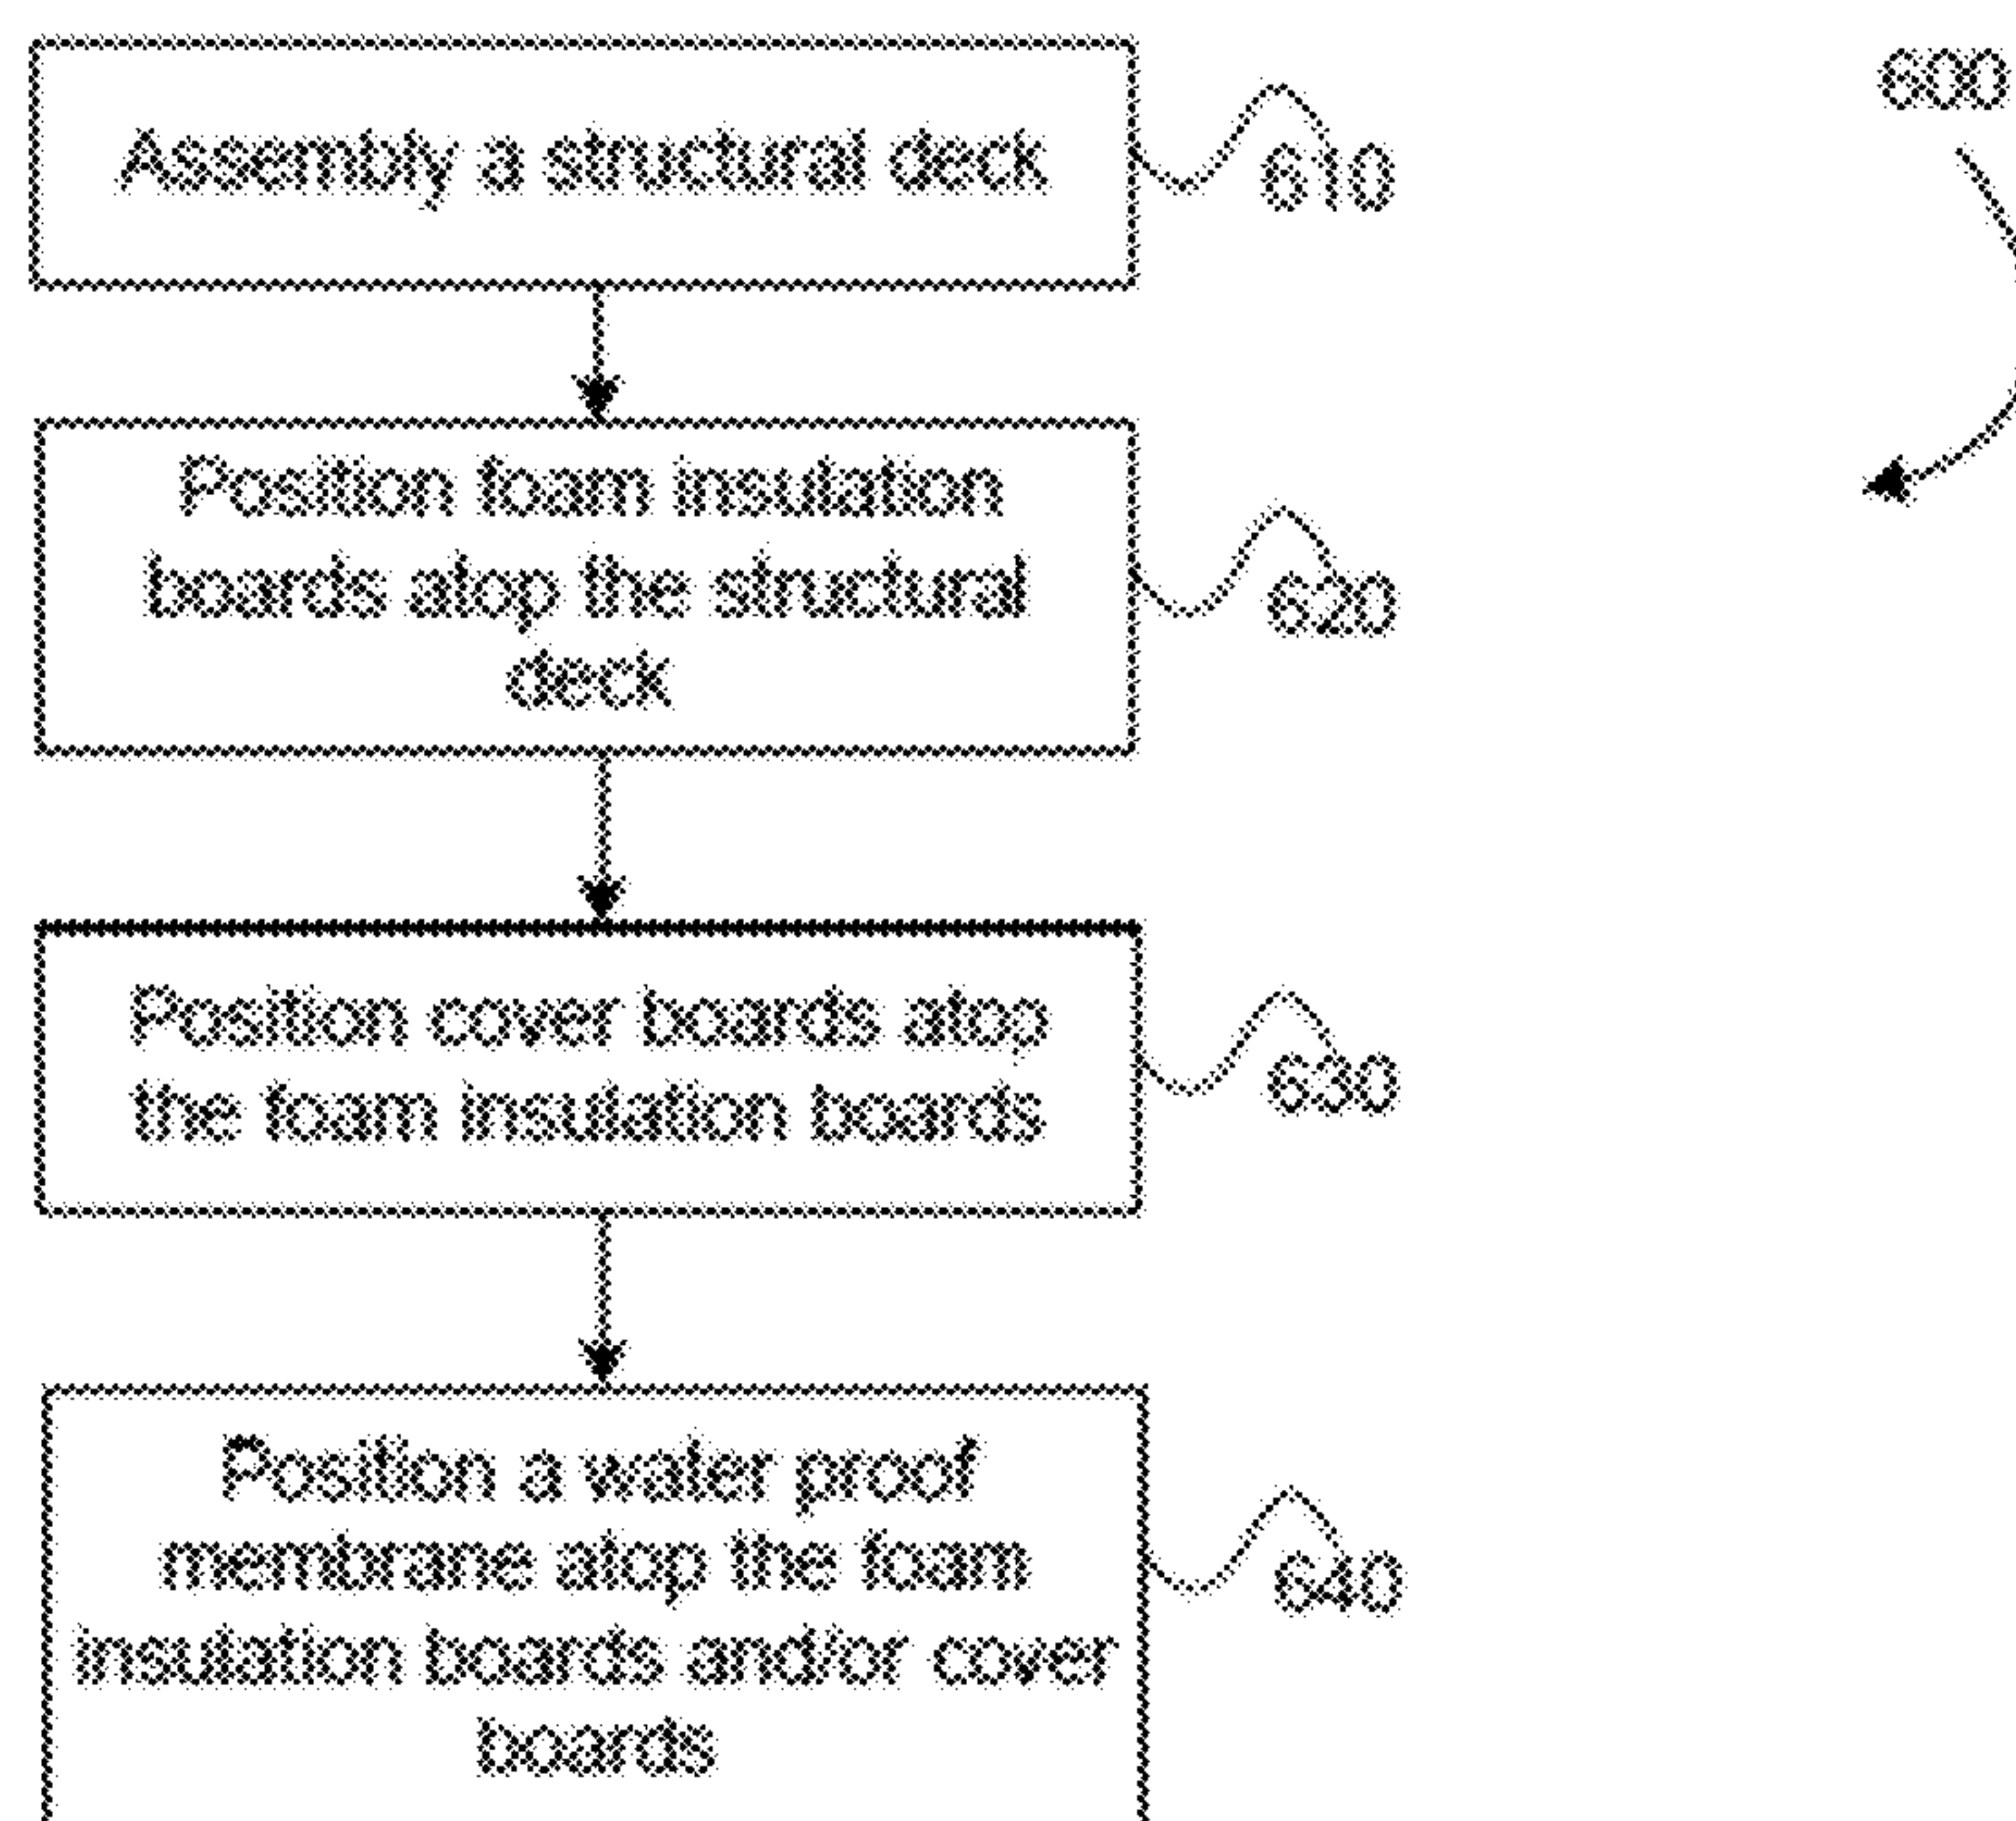 600
Assembly a structural deck
610
Position foam insulation
boards atop the structural
deck
620
Position cover boards atop
the foam insulation boards
630
Position a water proof
membrane atop the foam
insulation boards and/or cover
boards
640